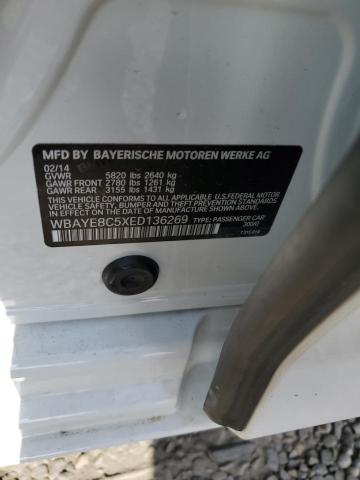 MFD BY BAYERISCHE MOTOREN WERKE AG
02/14
GVWR 5820 lbs 2640 kg
GAWR FRONT 2780 lbs 1261 kg
GAWR REAR 3155 lbs 1431 kg
THIS VEHICLE CONFORMS TO ALL APPLICABLE U.S. FEDERAL MOTOR
VEHICLE SAFETY, BUMPER, AND THEFT PREVENTION STANDARDS IN
EFFECT ON THE DATE OF MANUFACTURE SHOWN ABOVE.
WBAYE8C5XED136269 TYPE: PASSENGER CAR
300/0